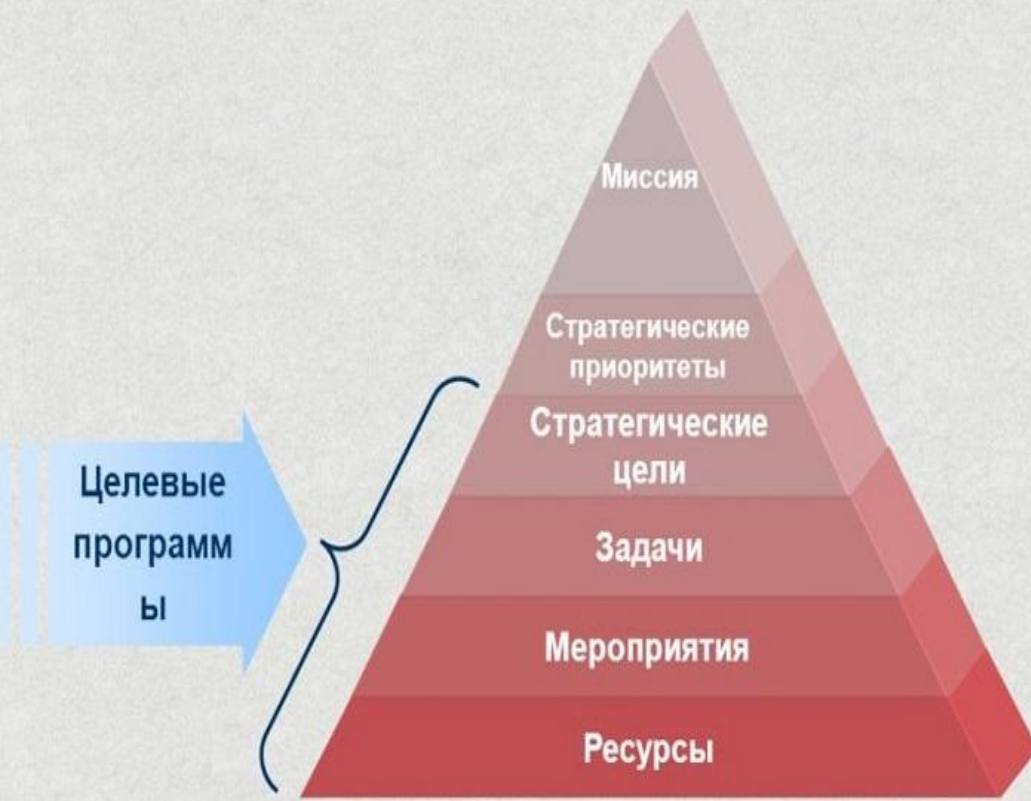 Миссия
Стратегические
приоритеты
Стратегические
цели
Целевые
программ
ы
Задачи
Мероприятия
Ресурсы